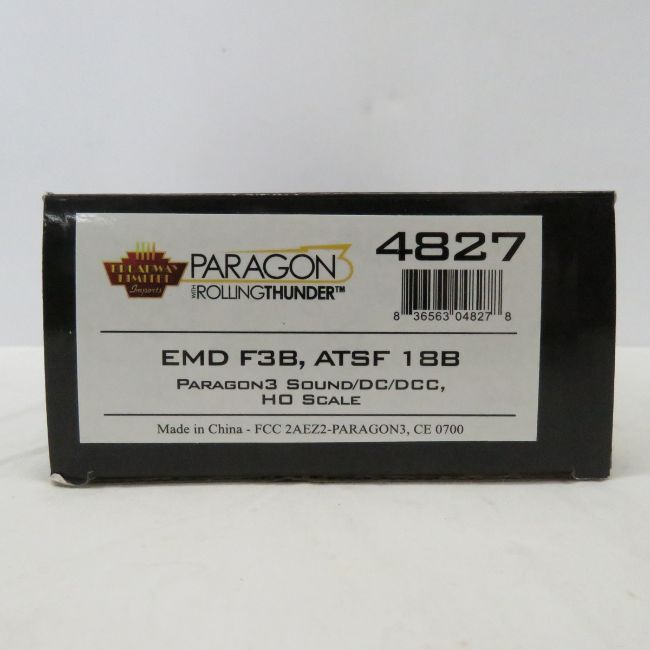 BROADWAY
LIMITED
Imports
PARAGON3
WITH ROLLINGTHUNDER™
4827
8 36563 04827 8
EMD F3B, ATSF 18B
PARAGON3 SOUND/DC/DCC,
HO SCALE
Made in China - FCC 2AEZ2-PARAGON3, CE 0700